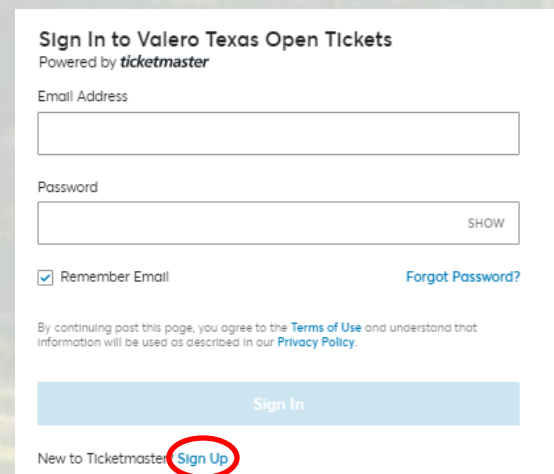 Sign In to Valero Texas Open Tickets
Powered by ticketmaster
Email Address
Password
SHOW
Remember Email
Forgot Password?
By continuing past this page, you agree to the Terms of Use and understand that
information will be used as described in our Privacy Policy.
Sign In
New to Ticketmaster? Sign Up